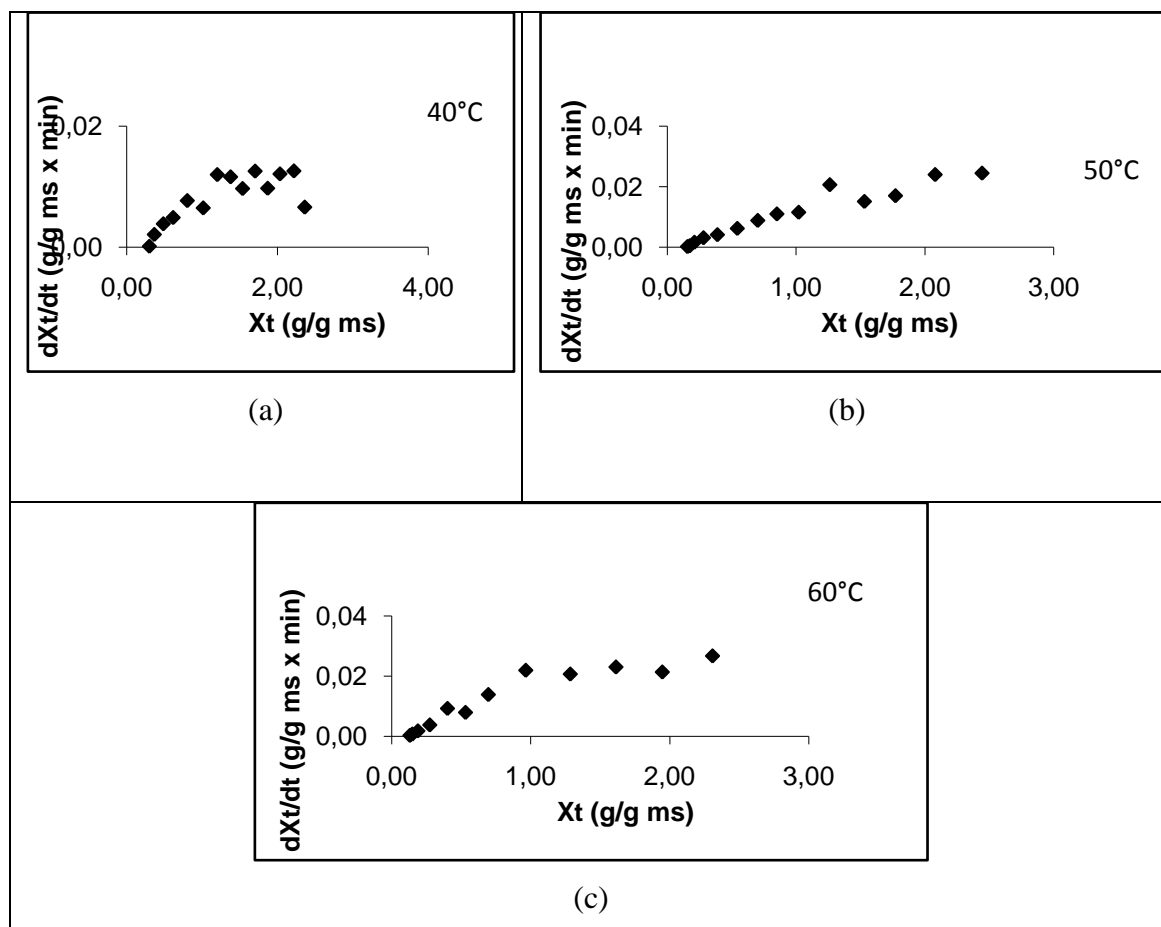 40°C
dXt/dt (g/g ms x min)
0,02
0,00
0,00 2,00 4,00
Xt (g/g ms)
(a)
50°C
dXt/dt (g/g ms x min)
0,04
0,02
0,00
0,00 1,00 2,00 3,00
Xt (g/g ms)
(b)
60°C
dXt/dt (g/g ms x min)
0,04
0,02
0,00
0,00 1,00 2,00 3,00
Xt (g/g ms)
(c)